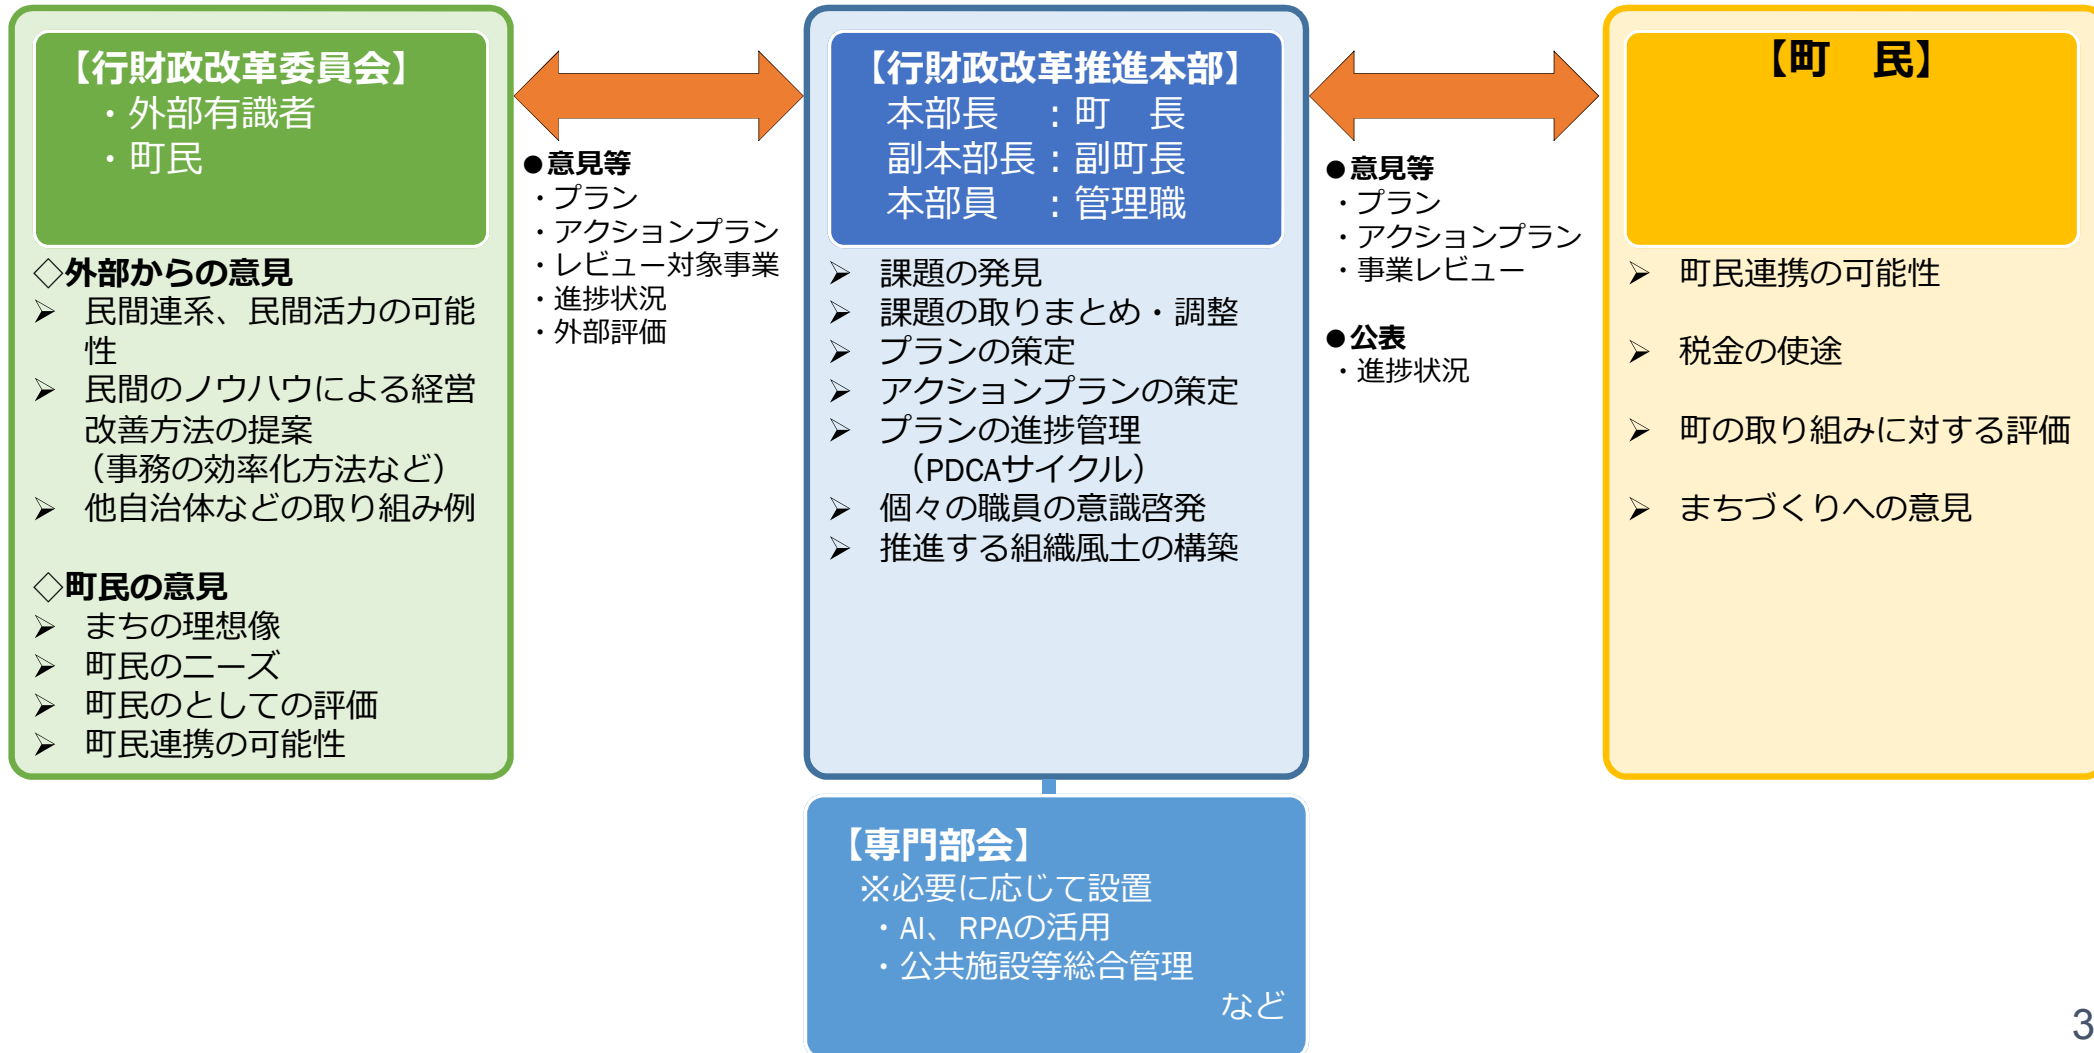 【行財政改革委員会】
・外部有識者
・町民
◇外部からの意見
➢ 民間連系、民間活力の可能
性
➢ 民間のノウハウによる経営
改善方法の提案
（事務の効率化方法など）
➢ 他自治体などの取り組み例
◇町民の意見
➢ まちの理想像
➢ 町民のニーズ
➢ 町民のとしての評価
➢ 町民連携の可能性
●意見等
・プラン
・アクションプラン
・レビュー対象事業
・進捗状況
・外部評価
【行財政改革推進本部】
本部長　：町　長
副本部長：副町長
本部員　：管理職
➢ 課題の発見
➢ 課題の取りまとめ・調整
➢ プランの策定
➢ アクションプランの策定
➢ プランの進捗管理
（PDCAサイクル）
➢ 個々の職員の意識啓発
➢ 推進する組織風土の構築
●意見等
・プラン
・アクションプラン
・事業レビュー
●公表
・進捗状況
【町　民】
➢ 町民連携の可能性
➢ 税金の使途
➢ 町の取り組みに対する評価
➢ まちづくりへの意見
【専門部会】
※必要に応じて設置
・AI、RPAの活用
・公共施設等総合管理
など
3